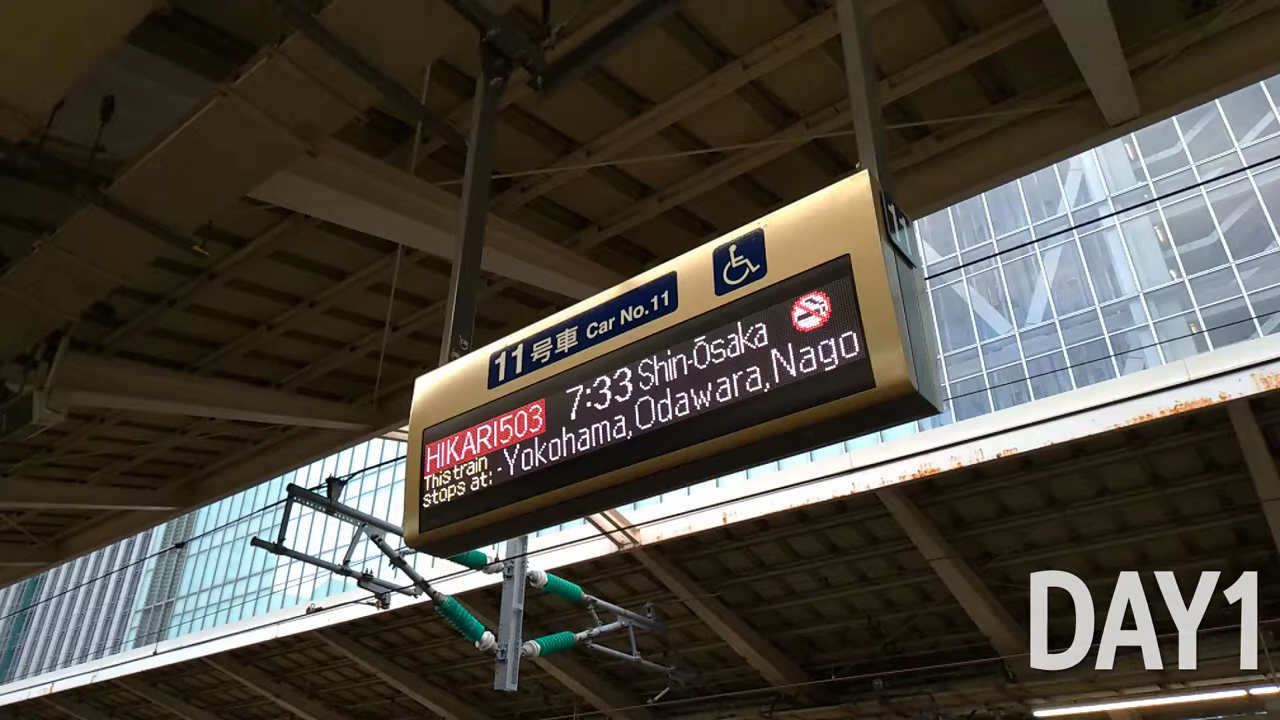 11
11号車 Car No.11
HIKARI503 7:33 Shin-Ōsaka
This train
stops at:
-Yokohama, Odawara, Nago
DAY1